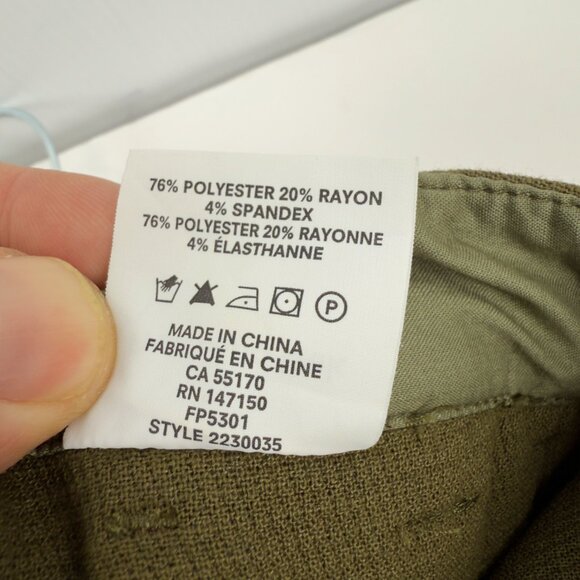 76% POLYESTER 20% RAYON
4% SPANDEX
76% POLYESTER 20% RAYONNE
4% ÉLASTHANNE
P
MADE IN CHINA
FABRIQUÉ EN CHINE
CA 55170
RN 147150
FP5301
STYLE 2230035